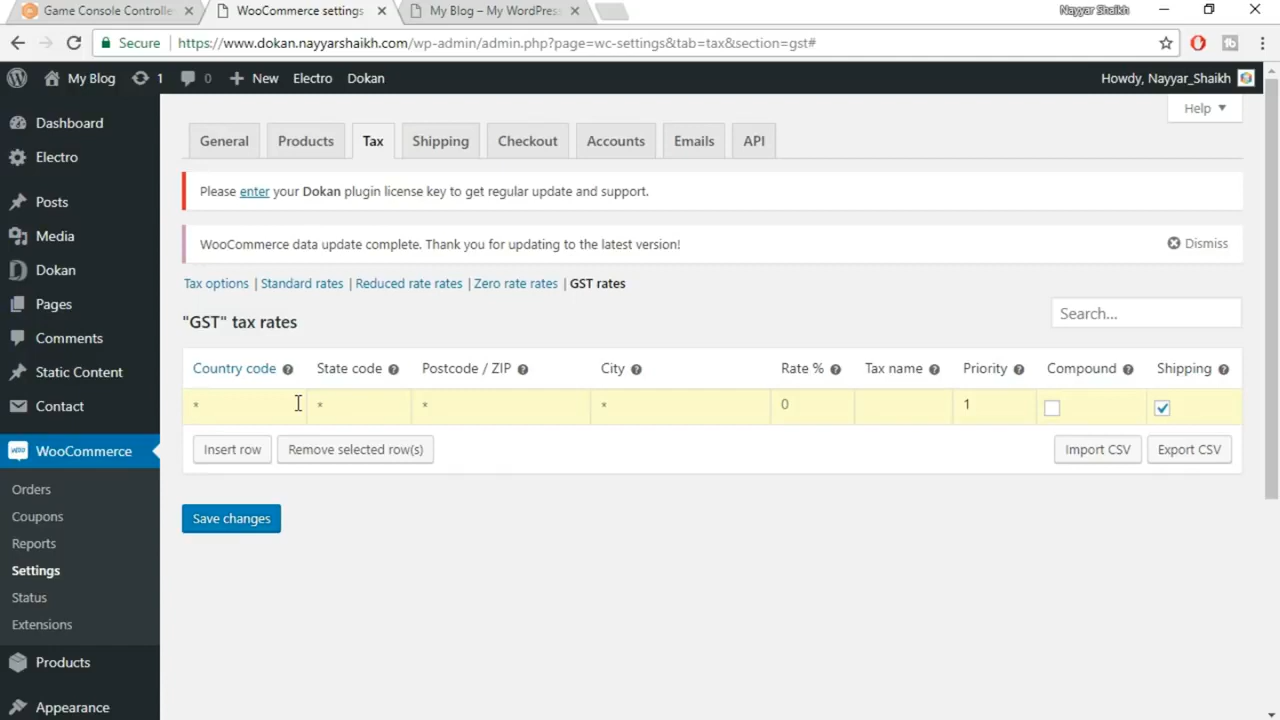 Game Console Controlle
WooCommerce settings
My Blog – My WordPres
Nayyar Shaikh
Secure
https://www.dokan.nayyarshaikh.com/wp-admin/admin.php?page=wc-settings&tab=tax&section=gst#
My Blog 1 0 New Electro Dokan
Howdy, Nayyar_Shaikh
Help
Dashboard
Electro
Posts
Media
Dokan
Pages
Comments
Static Content
Contact
WooCommerce
Orders
Coupons
Reports
Settings
Status
Extensions
Products
Appearance
General Products Tax Shipping Checkout Accounts Emails API
Please enter your Dokan plugin license key to get regular update and support.
WooCommerce data update complete. Thank you for updating to the latest version!
Dismiss
Tax options | Standard rates | Reduced rate rates | Zero rate rates | GST rates
"GST" tax rates
Search...
Country code ? State code ? Postcode / ZIP ? City ? Rate % ? Tax name ? Priority ? Compound ? Shipping ?
* * * * 0 1
Insert row Remove selected row(s) Import CSV Export CSV
Save changes